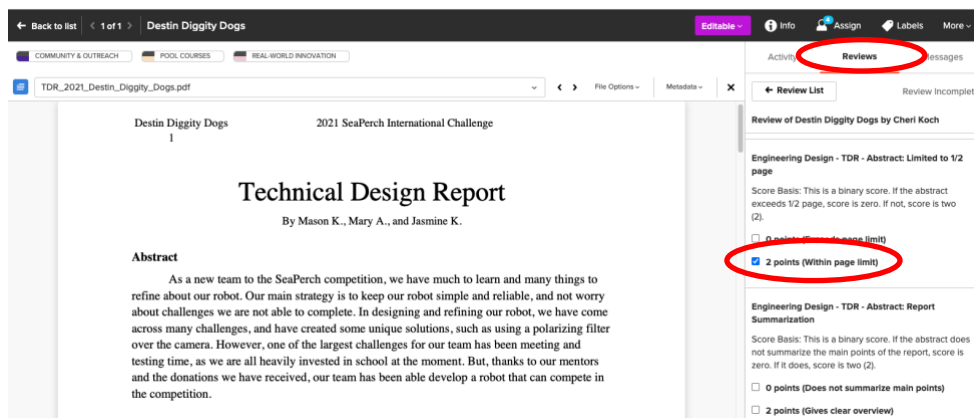 ← Back to list < 1 of 1 > Destin Diggity Dogs Editable Info 4 Assign Labels More
COMMUNITY & OUTREACH POOL COURSES REAL-WORLD INNOVATION
Activity Reviews Messages
TDR_2021_Destin_Diggity_Dogs.pdf < > File Options Metadata ×
← Review List Review Incomplet
Destin Diggity Dogs 2021 SeaPerch International Challenge
1
Technical Design Report
By Mason K., Mary A., and Jasmine K.
Abstract
As a new team to the SeaPerch competition, we have much to learn and many things to
refine about our robot. Our main strategy is to keep our robot simple and reliable, and not worry
about challenges we are not able to complete. In designing and refining our robot, we have come
across many challenges, and have created some unique solutions, such as using a polarizing filter
over the camera. However, one of the largest challenges for our team has been meeting and
testing time, as we are all heavily invested in school at the moment. But, thanks to our mentors
and the donations we have received, our team has been able develop a robot that can compete in
the competition.
Review of Destin Diggity Dogs by Cheri Koch
Engineering Design - TDR - Abstract: Limited to 1/2
page
Score Basis: This is a binary score. If the abstract
exceeds 1/2 page, score is zero. If not, score is two
(2).
0 points (Exceeds page limit)
2 points (Within page limit)
Engineering Design - TDR - Abstract: Report
Summarization
Score Basis: This is a binary score. If the abstract does
not summarize the main points of the report, score is
zero. If it does, score is two (2).
0 points (Does not summarize main points)
2 points (Gives clear overview)